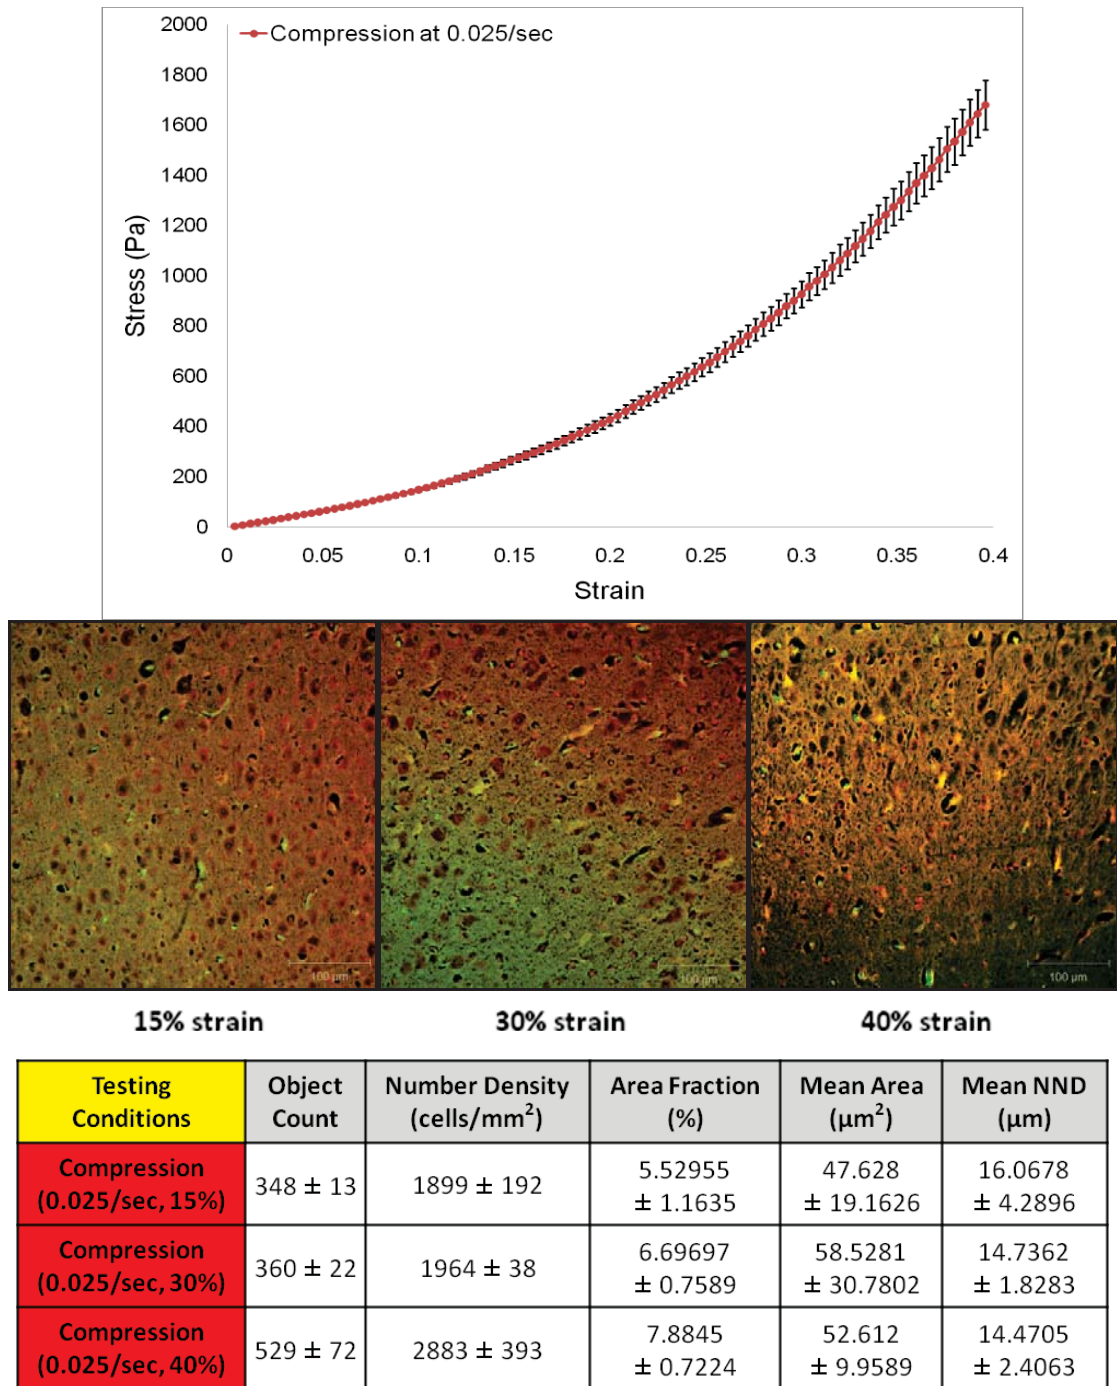 2000
Compression at 0.025/sec
1800
1600
1400
1200
1000
800
600
400
200
0
Stress (Pa)
0 0.05 0.1 0.15 0.2 0.25 0.3 0.35 0.4
Strain
100 µm 100 µm 100 µm
15% strain 30% strain 40% strain
Testing Object Number Density Area Fraction Mean Area Mean NND
Conditions Count (cells/mm²) (%) (µm²) (µm)
Compression 5.52955 47.628 16.0678
348 ± 13 1899 ± 192
(0.025/sec, 15%) ± 1.1635 ± 19.1626 ± 4.2896
Compression 6.69697 58.5281 14.7362
360 ± 22 1964 ± 38
(0.025/sec, 30%) ± 0.7589 ± 30.7802 ± 1.8283
Compression 7.8845 52.612 14.4705
529 ± 72 2883 ± 393
(0.025/sec, 40%) ± 0.7224 ± 9.9589 ± 2.4063